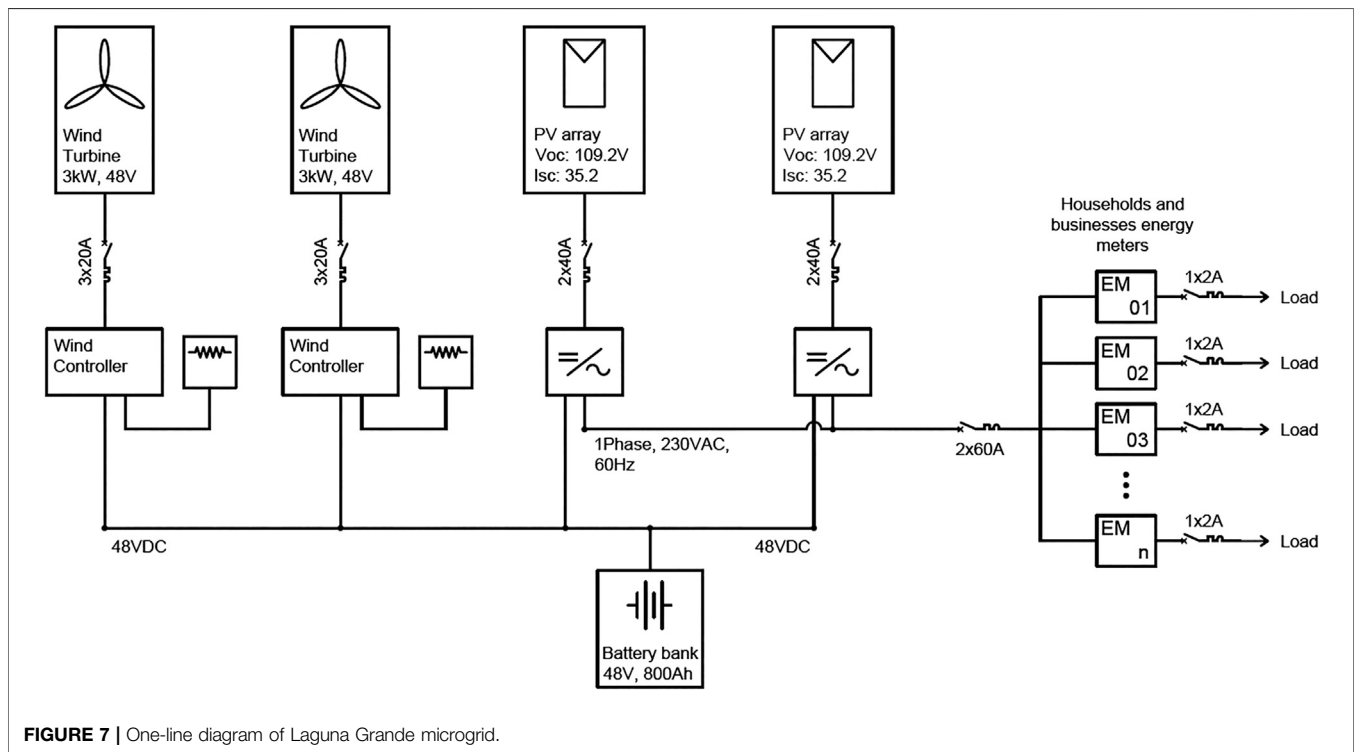 Wind
Turbine
3kW, 48V
Wind
Turbine
3kW, 48V
PV array
Voc: 109.2V
Isc: 35.2
PV array
Voc: 109.2V
Isc: 35.2
3x20A
3x20A
2x40A
2x40A
Households and
businesses energy
meters
Wind
Controller
Wind
Controller
EM
01
1x2A
Load
EM
02
1x2A
Load
EM
03
1x2A
Load
EM
n
1x2A
Load
1Phase, 230VAC,
60Hz
2x60A
48VDC
48VDC
Battery bank
48V, 800Ah
FIGURE 7 | One-line diagram of Laguna Grande microgrid.